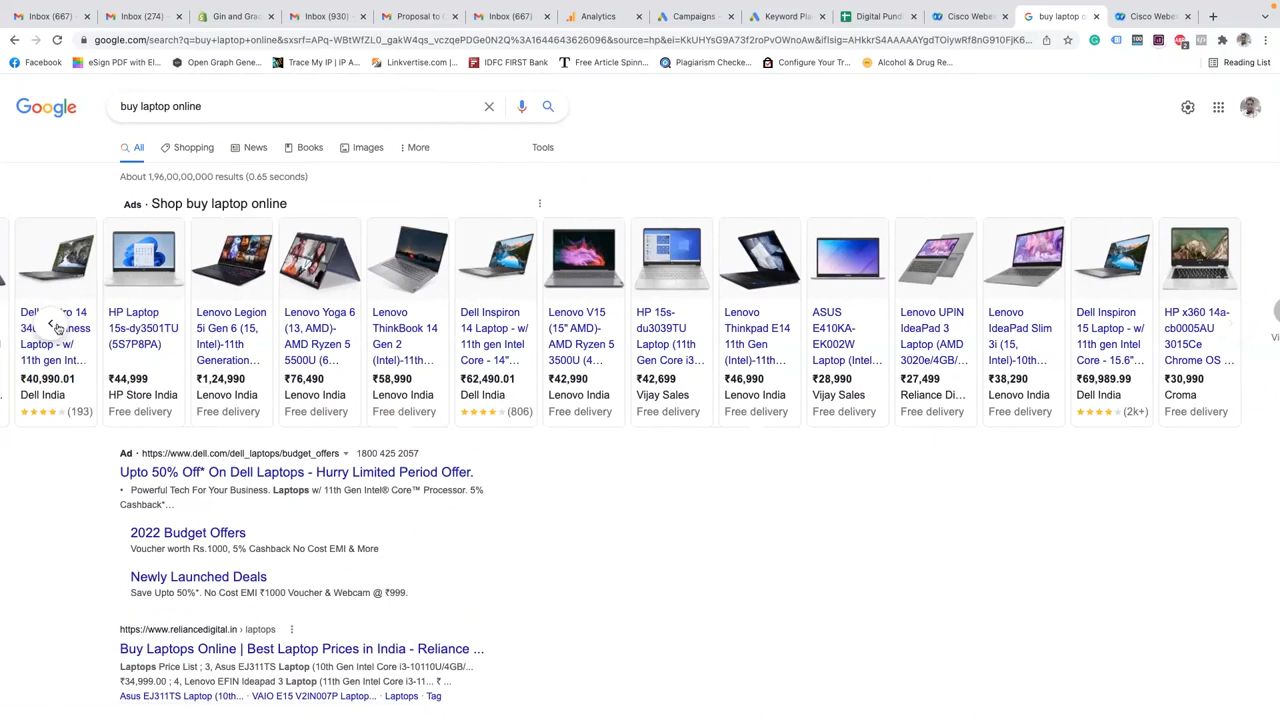 Inbox (667)
Inbox (274)
Gin and Grac
Inbox (930)
Proposal to C
Inbox (667)
Analytics
Campaigns -
Keyword Pla
Digital Pund
Cisco Webex
buy laptop o
Cisco Webex
google.com/search?q=buy+laptop+online&sxsrf=APq-WBtWfZL0_gakW4qs_vczqePDGe0N2Q%3A1644643626096&source=hp&ei=KkUHYsG9A73f2roPvOWnoAw&iflsig=AHkkrS4AAAAAYgdTOiywRf8nG910FjK6...
Facebook
eSign PDF with El...
Open Graph Gene...
Trace My IP | IP A...
Linkvertise.com |...
IDFC FIRST Bank
Free Article Spinn...
Plagiarism Checke...
Configure Your Tr...
Alcohol & Drug Re...
Reading List
Google
buy laptop online
All
Shopping
News
Books
Images
More
Tools
About 1,96,00,00,000 results (0.65 seconds)
Ads · Shop buy laptop online
Laptop - w/
11th gen Int...
₹40,990.01
Dell India
(193)
HP Laptop
15s-dy3501TU
(5S7P8PA)
₹44,999
HP Store India
Free delivery
Lenovo Legion
5i Gen 6 (15,
Intel)-11th
Generation...
₹1,24,990
Lenovo India
Free delivery
Lenovo Yoga 6
(13, AMD)-
AMD Ryzen 5
5500U (6...
₹76,490
Lenovo India
Free delivery
Lenovo
ThinkBook 14
Gen 2
(Intel)-11th...
₹58,990
Lenovo India
Free delivery
Dell Inspiron
14 Laptop - w/
11th gen Intel
Core - 14"...
₹62,490.01
Dell India
(806)
Lenovo V15
(15" AMD)-
AMD Ryzen 5
3500U (4...
₹42,990
Lenovo India
Free delivery
HP 15s-
du3039TU
Laptop (11th
Gen Core i3...
₹42,699
Vijay Sales
Free delivery
Lenovo
Thinkpad E14
11th Gen
(Intel)-11th...
₹46,990
Lenovo India
Free delivery
ASUS
E410KA-
EK002W
Laptop (Intel...
₹28,990
Vijay Sales
Free delivery
Lenovo UPIN
IdeaPad 3
Laptop (AMD
3020e/4GB/...
₹27,499
Reliance Di...
Free delivery
Lenovo
IdeaPad Slim
3i (15,
Intel)-10th...
₹38,290
Lenovo India
Free delivery
Dell Inspiron
15 Laptop - w/
11th gen Intel
Core - 15.6"...
₹69,989.99
Dell India
(2k+)
HP x360 14a-
cb0005AU
3015Ce
Chrome OS ...
₹30,990
Croma
Free delivery
Ad · https://www.dell.com/dell_laptops/budget_offers 1800 425 2057
Upto 50% Off* On Dell Laptops - Hurry Limited Period Offer.
• Powerful Tech For Your Business. Laptops w/ 11th Gen Intel® Core™ Processor. 5%
Cashback*...
2022 Budget Offers
Voucher worth Rs.1000, 5% Cashback No Cost EMI & More
Newly Launched Deals
Save Upto 50%*. No Cost EMI ₹1000 Voucher & Webcam @ ₹999.
https://www.reliancedigital.in › laptops
Buy Laptops Online | Best Laptop Prices in India - Reliance ...
Laptops Price List ; 3, Asus EJ311TS Laptop (10th Gen Intel Core i3-10110U/4GB/...
₹34,999.00 ; 4, Lenovo EFIN Ideapad 3 Laptop (11th Gen Intel Core i3-11... ₹ ...
Asus EJ311TS Laptop (10th... · VAIO E15 V2IN007P Laptop... · Laptops · Tag